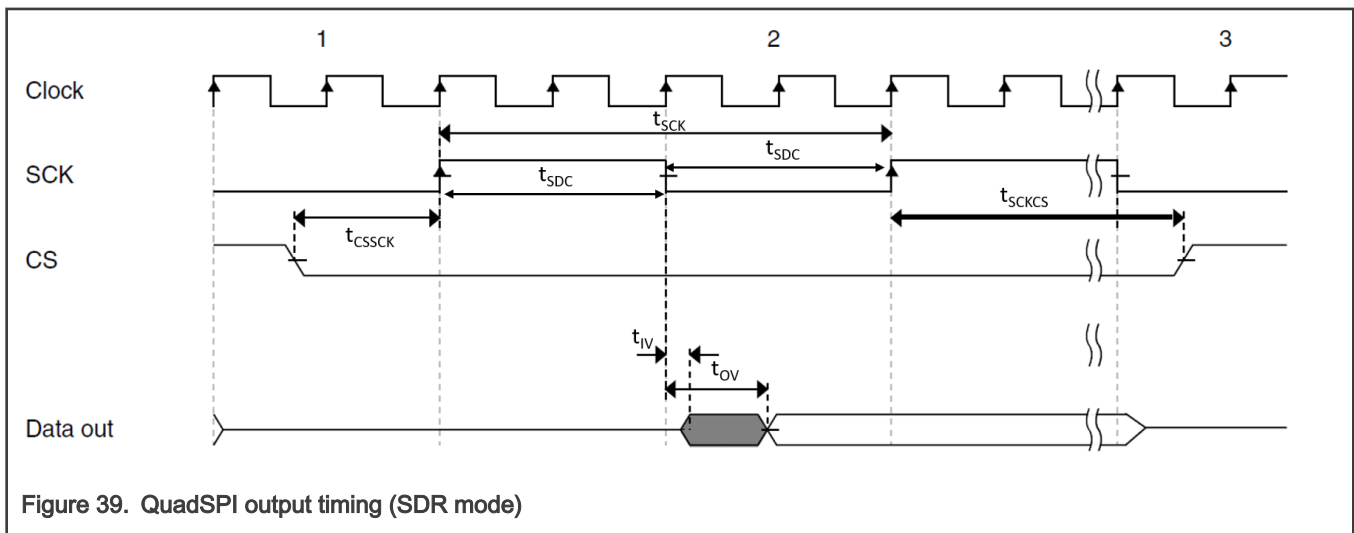 1 2 3
Clock
tSCK
tSDC
SCK
tSDC
tSCKCS
tCSSCK
CS
tIV
tOV
Data out
Figure 39. QuadSPI output timing (SDR mode)